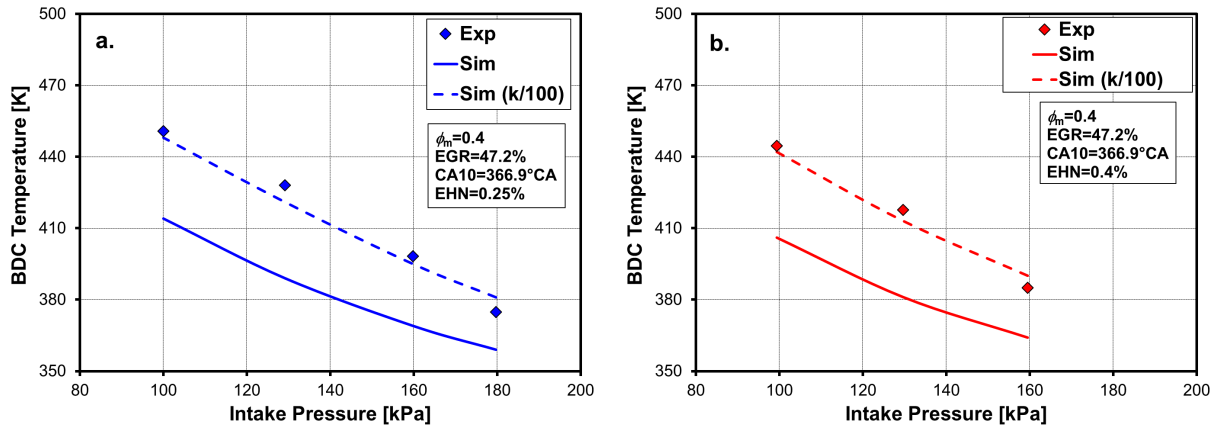 a.
Exp
Sim
Sim (k/100)
ϕm=0.4
EGR=47.2%
CA10=366.9°CA
EHN=0.25%
BDC Temperature [K]
500
470
440
410
380
350
80
100
120
140
160
180
200
Intake Pressure [kPa]
b.
Exp
Sim
Sim (k/100)
ϕm=0.4
EGR=47.2%
CA10=366.9°CA
EHN=0.4%
BDC Temperature [K]
500
470
440
410
380
350
80
100
120
140
160
180
200
Intake Pressure [kPa]